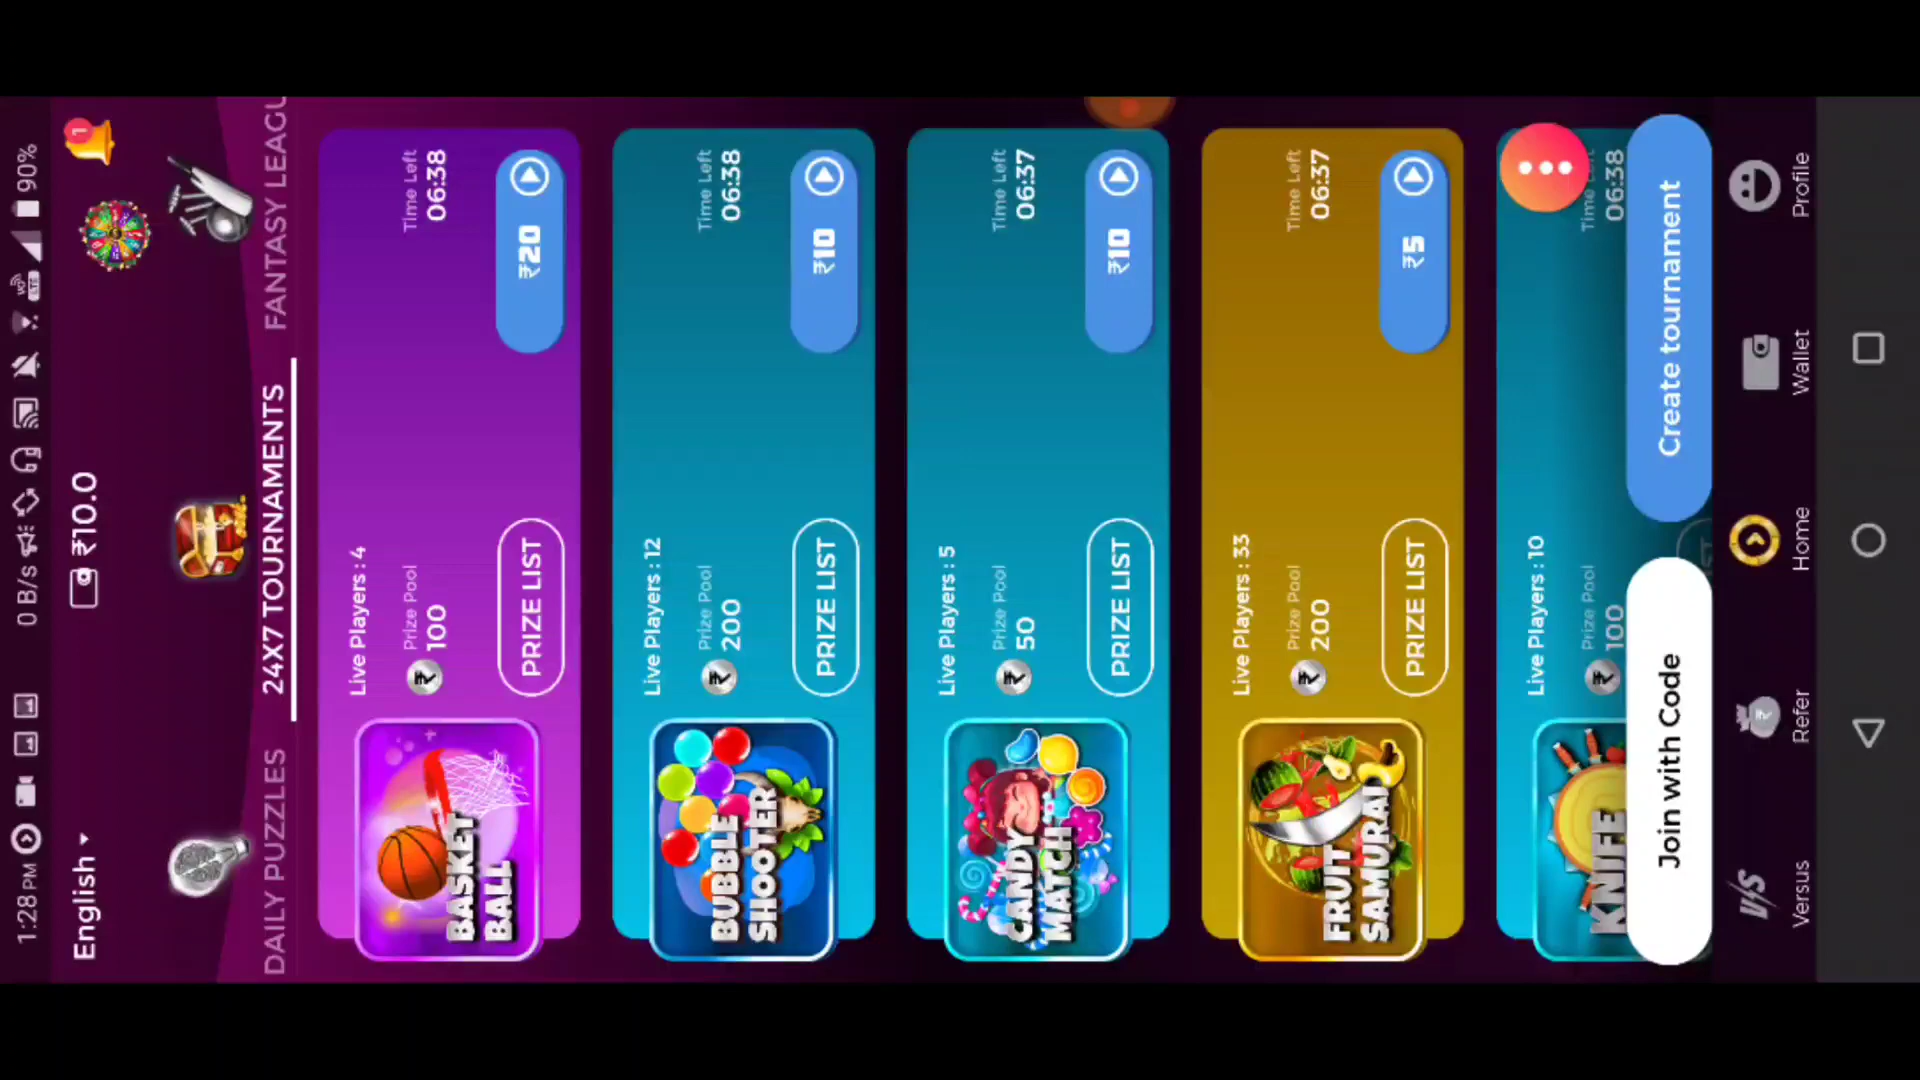 1:28 PM
0 B/s
90%
English
₹10.0
1
DAILY PUZZLES
24X7 TOURNAMENTS
FANTASY LEAGU
BASKET
BALL
Live Players : 4
Prize Pool
₹ 100
PRIZE LIST
Time Left
06:38
₹20
BUBBLE
SHOOTER
Live Players : 12
Prize Pool
₹ 200
PRIZE LIST
Time Left
06:38
₹10
CANDY
MATCH
Live Players : 5
Prize Pool
₹ 50
PRIZE LIST
Time Left
06:37
₹10
FRUIT
SAMURAI
Live Players : 33
Prize Pool
₹ 200
PRIZE LIST
Time Left
06:37
₹5
KNIFE
Live Players : 10
Prize Pool
₹ 100
Time Left
06:38
Join with Code
Create tournament
V/S
Versus
Refer
Home
Wallet
Profile